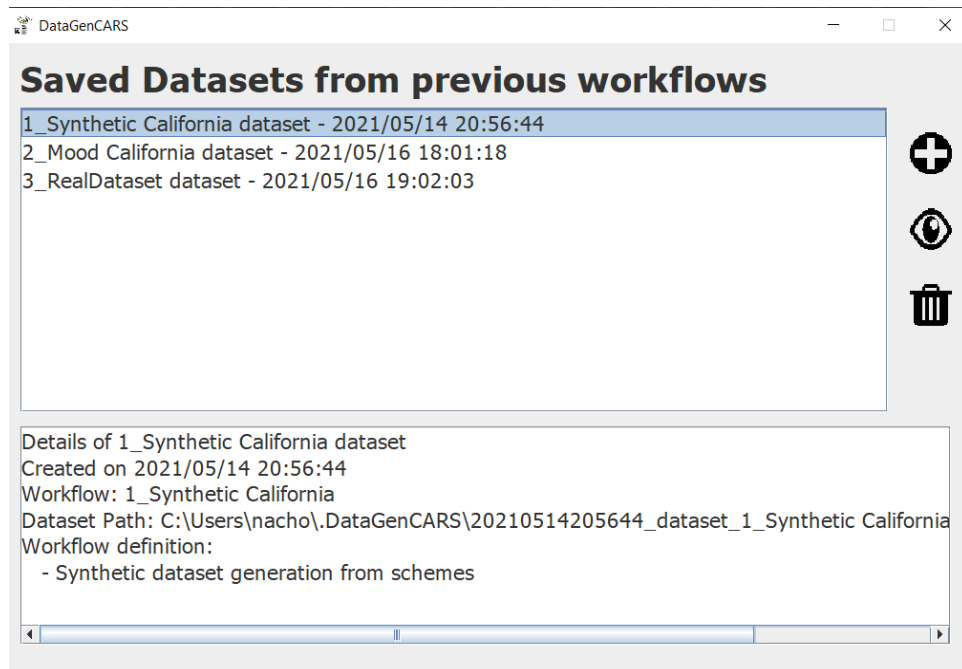 DataGenCARS
Saved Datasets from previous workflows
1_Synthetic California dataset - 2021/05/14 20:56:44
2_Mood California dataset - 2021/05/16 18:01:18
3_RealDataset dataset - 2021/05/16 19:02:03
Details of 1_Synthetic California dataset
Created on 2021/05/14 20:56:44
Workflow: 1_Synthetic California
Dataset Path: C:\Users\nacho\.DataGenCARS\20210514205644_dataset_1_Synthetic California
Workflow definition:
- Synthetic dataset generation from schemes